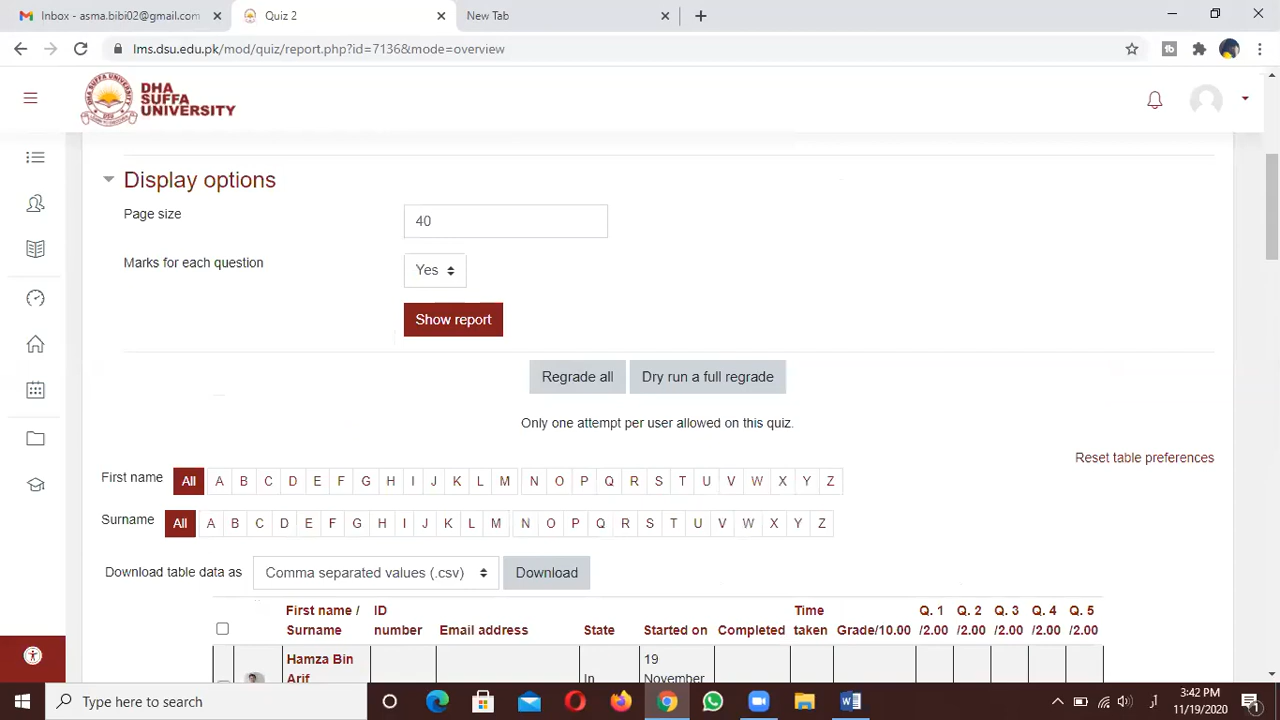 Inbox - asma.bibi02@gmail.com
Quiz 2
New Tab
lms.dsu.edu.pk/mod/quiz/report.php?id=7136&mode=overview
DHA
SUFFA
UNIVERSITY
Display options
Page size
40
Marks for each question
Yes
Show report
Regrade all
Dry run a full regrade
Only one attempt per user allowed on this quiz.
Reset table preferences
First name All A B C D E F G H I J K L M N O P Q R S T U V W X Y Z
Surname All A B C D E F G H I J K L M N O P Q R S T U V W X Y Z
Download table data as Comma separated values (.csv) Download
First name / ID Time Q. 1 Q. 2 Q. 3 Q. 4 Q. 5
Surname number Email address State Started on Completed taken Grade/10.00 /2.00 /2.00 /2.00 /2.00 /2.00
Hamza Bin 19
Arif In November
Type here to search
3:42 PM
11/19/2020